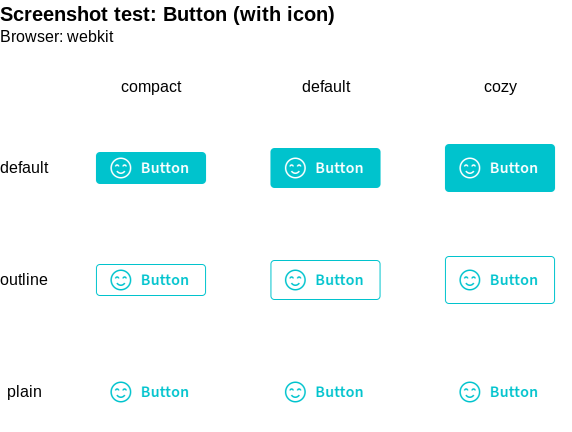 Screenshot test: Button (with icon)
Browser: webkit
compact default cozy
default Button Button Button
outline Button Button Button
plain Button Button Button